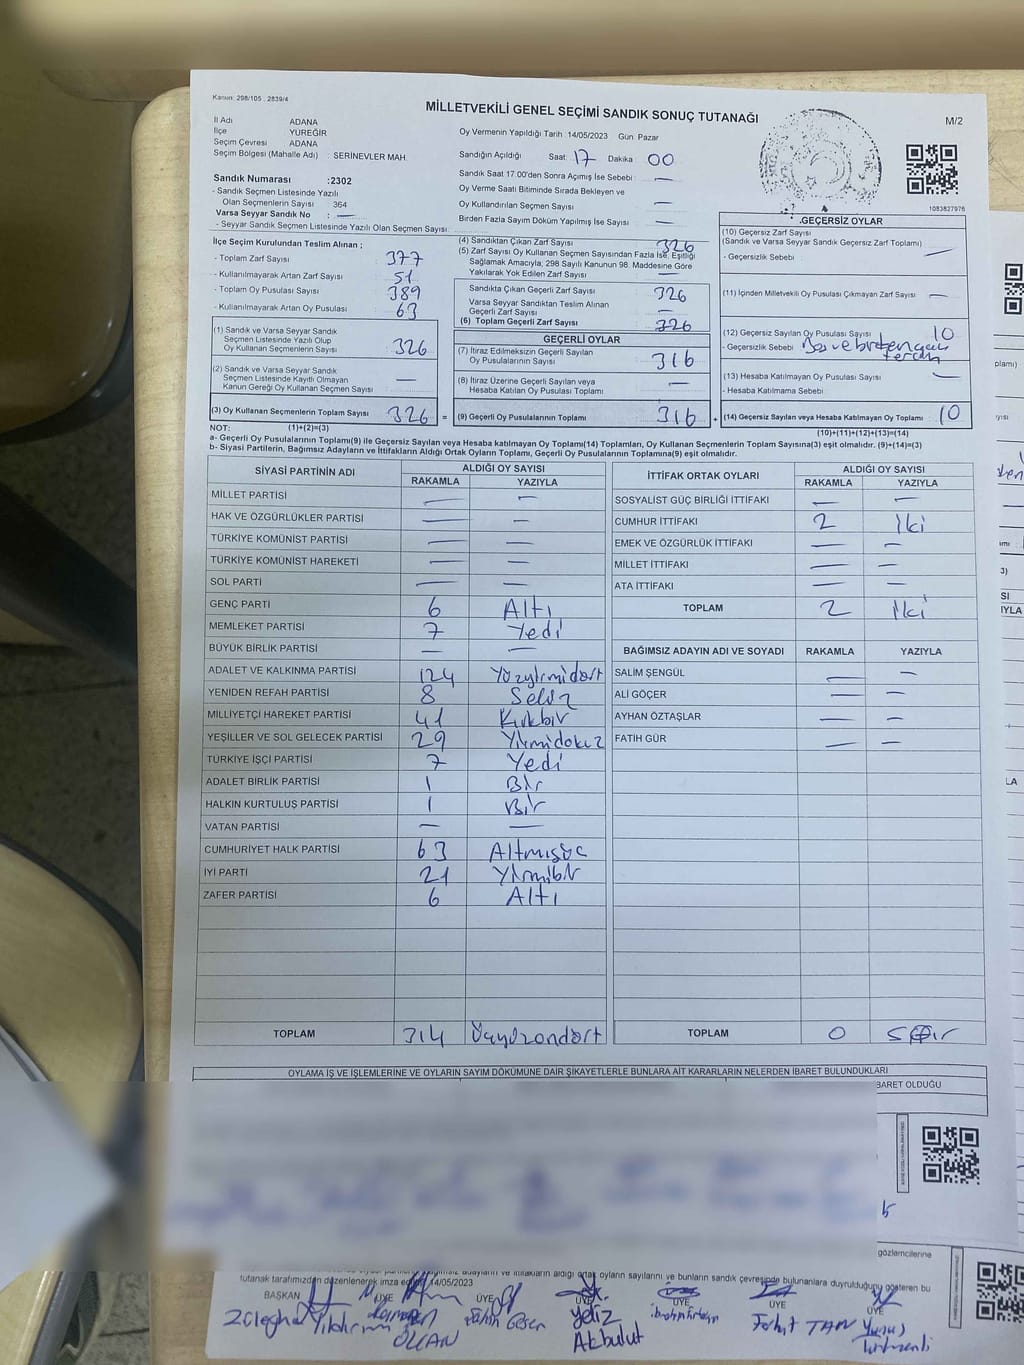 Kanun: 298/105 , 2839/4
MİLLETVEKİLİ GENEL SEÇİMİ SANDIK SONUÇ TUTANAĞI
M/2
İl Adı ADANA
İlçe YÜREĞİR
Seçim Çevresi ADANA
Seçim Bölgesi (Mahalle Adı) : SERİNEVLER MAH.
Sandık Numarası :2302
- Sandık Seçmen Listesinde Yazılı
Olan Seçmenlerin Sayısı 364
Varsa Seyyar Sandık No : —
- Seyyar Sandık Seçmen Listesinde Yazılı Olan Seçmen Sayısı
Oy Vermenin Yapıldığı Tarih :14/05/2023 Gün: Pazar
Sandığın Açıldığı Saat: 17 Dakika : 00
Sandık Saat 17.00'den Sonra Açılmış İse Sebebi : —
Oy Verme Saati Bitiminde Sırada Bekleyen ve
Oy Kullandırılan Seçmen Sayısı —
Birden Fazla Sayım Döküm Yapılmış İse Sayısı —
1083827976
İlçe Seçim Kurulundan Teslim Alınan ;
- Toplam Zarf Sayısı 377
- Kullanılmayarak Artan Zarf Sayısı 51
- Toplam Oy Pusulası Sayısı 389
- Kullanılmayarak Artan Oy Pusulası 63
(1) Sandık ve Varsa Seyyar Sandık
Seçmen Listesinde Yazılı Olup
Oy Kullanan Seçmenlerin Sayısı 326
(2) Sandık ve Varsa Seyyar Sandık
Seçmen Listesinde Kayıtlı Olmayan
Kanun Gereği Oy Kullanan Seçmen Sayısı —
(3) Oy Kullanan Seçmenlerin Toplam Sayısı 326 =
(4) Sandıktan Çıkan Zarf Sayısı 326
(5) Zarf Sayısı Oy Kullanan Seçmen Sayısından Fazla İse, Eşitliği
Sağlamak Amacıyla, 298 Sayılı Kanunun 98. Maddesine Göre
Yakılarak Yok Edilen Zarf Sayısı —
Sandıkta Çıkan Geçerli Zarf Sayısı 326
Varsa Seyyar Sandıktan Teslim Alınan
Geçerli Zarf Sayısı —
(6) Toplam Geçerli Zarf Sayısı 326
GEÇERLİ OYLAR
(7) İtiraz Edilmeksizin Geçerli Sayılan
Oy Pusulalarının Sayısı 316
(8) İtiraz Üzerine Geçerli Sayılan veya
Hesaba Katılan Oy Pusulası Toplamı —
(9) Geçerli Oy Pusulalarının Toplamı 316 +
GEÇERSİZ OYLAR
(10) Geçersiz Zarf Sayısı
(Sandık ve Varsa Seyyar Sandık Geçersiz Zarf Toplamı)
- Geçersizlik Sebebi : —
(11) İçinden Milletvekili Oy Pusulası Çıkmayan Zarf Sayısı —
(12) Geçersiz Sayılan Oy Pusulası Sayısı 10
- Geçersizlik Sebebi
(13) Hesaba Katılmayan Oy Pusulası Sayısı —
- Hesaba Katılmama Sebebi
(14) Geçersiz Sayılan veya Hesaba Katılmayan Oy Toplamı 10
NOT: (1)+(2)=(3)
(10)+(11)+(12)+(13)=(14)
a- Geçerli Oy Pusulalarının Toplamı(9) ile Geçersiz Sayılan veya Hesaba katılmayan Oy Toplamı(14) Toplamları, Oy Kullanan Seçmenlerin Toplam Sayısına(3) eşit olmalıdır. (9)+(14)=(3)
b- Siyasi Partilerin, Bağımsız Adayların ve İttifakların Aldığı Ortak Oyların Toplamı, Geçerli Oy Pusulalarının Toplamına(9) eşit olmalıdır.
SİYASİ PARTİNİN ADI ALDIĞI OY SAYISI
RAKAMLA YAZIYLA
MİLLET PARTİSİ — —
HAK VE ÖZGÜRLÜKLER PARTİSİ — —
TÜRKİYE KOMÜNİST PARTİSİ — —
TÜRKİYE KOMÜNİST HAREKETİ — —
SOL PARTİ — —
GENÇ PARTİ 6 Altı
MEMLEKET PARTİSİ 7 Yedi
BÜYÜK BİRLİK PARTİSİ — —
ADALET VE KALKINMA PARTİSİ 124 Yüzyirmidört
YENİDEN REFAH PARTİSİ 8 Sekiz
MİLLİYETÇİ HAREKET PARTİSİ 41 Kırkbir
YEŞİLLER VE SOL GELECEK PARTİSİ 29 Yirmidokuz
TÜRKİYE İŞÇİ PARTİSİ 7 Yedi
ADALET BİRLİK PARTİSİ 1 Bir
HALKIN KURTULUŞ PARTİSİ 1 Bir
VATAN PARTİSİ — —
CUMHURİYET HALK PARTİSİ 63 Altmışüç
İYİ PARTİ 21 Yirmibir
ZAFER PARTİSİ 6 Altı
TOPLAM 314 Üçyüzondört
İTTİFAK ORTAK OYLARI ALDIĞI OY SAYISI
RAKAMLA YAZIYLA
SOSYALİST GÜÇ BİRLİĞİ İTTİFAKI — —
CUMHUR İTTİFAKI 2 İki
EMEK VE ÖZGÜRLÜK İTTİFAKI — —
MİLLET İTTİFAKI — —
ATA İTTİFAKI — —
TOPLAM 2 İki
BAĞIMSIZ ADAYIN ADI VE SOYADI RAKAMLA YAZIYLA
SALİM ŞENGÜL — —
ALİ GÖÇER — —
AYHAN ÖZTAŞLAR — —
FATİH GÜR — —
TOPLAM 0 Sıfır
OYLAMA İŞ VE İŞLEMLERİNE VE OYLARIN SAYIM DÖKÜMÜNE DAİR ŞİKAYETLERLE BUNLARA AİT KARARLARIN NELERDEN İBARET BULUNDUKLARI
BARET OLDUĞU
gözlemcilerine
adayların ve ittifakların aldığı ortak oyların sayılarını ve bunların sandık çevresinde bulunanlara duyrulduğunu gösteren bu
tutanak tarafımızdan düzenlenerek imza edildi. 14/05/2023
BAŞKAN ÜYE ÜYE ÜYE ÜYE ÜYE ÜYE
Yıldırım OLCAN Yeliz Akbulut Ferhat TAN Yunus